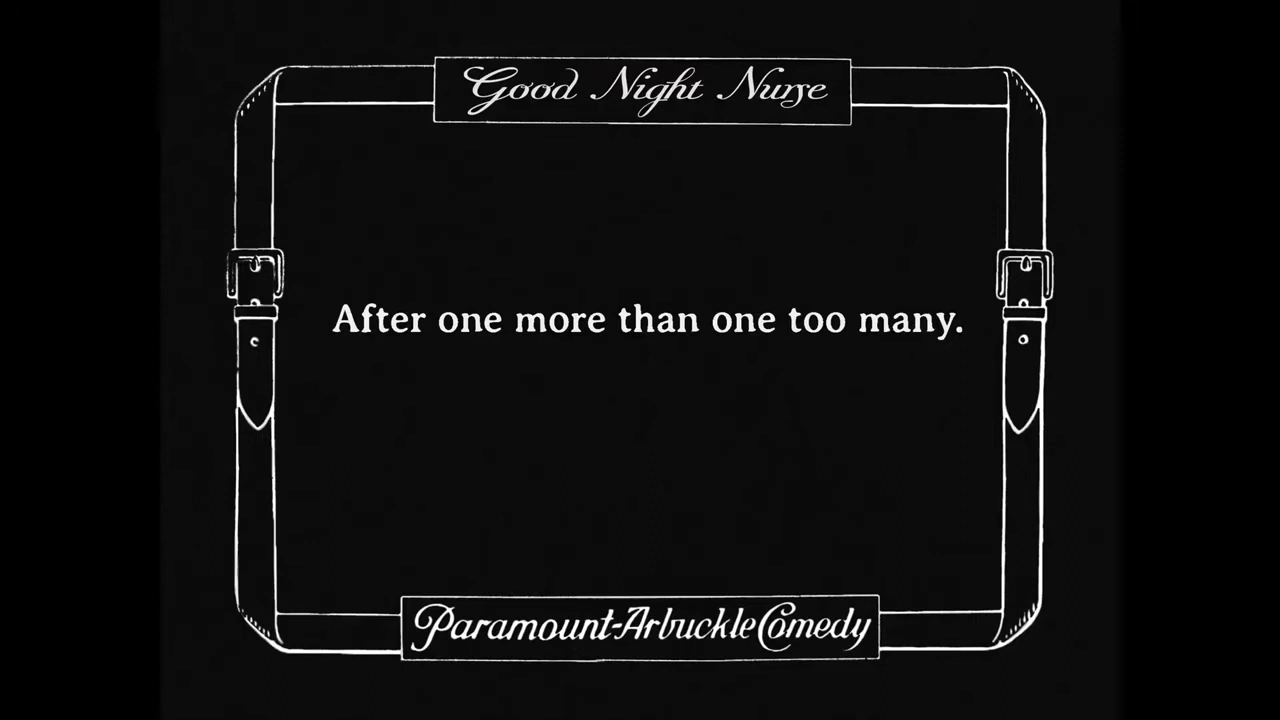 Good Night Nurse
After one more than one too many.
Paramount-Arbuckle Comedy